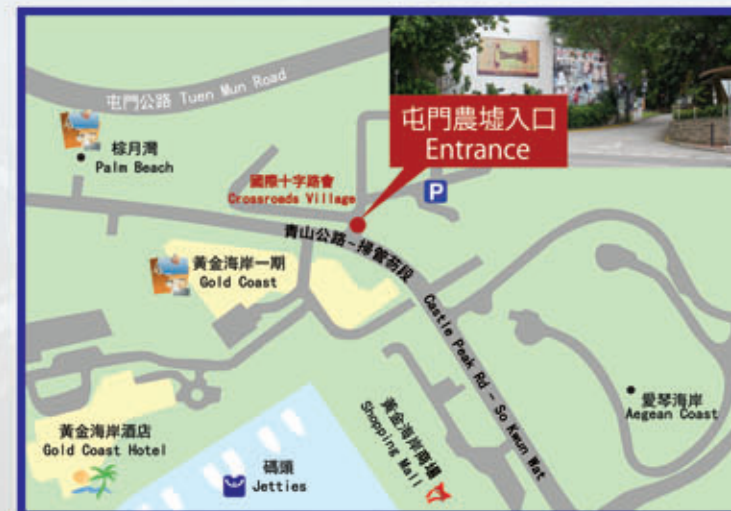 屯門公路 Tuen Mun Road
屯門農墟入口
Entrance
棕月灣
Palm Beach
國際十字路會
Crossroads Village
P
青山公路-掃管笏段 Castle Peak Rd - So Kwun Wat
黃金海岸一期
Gold Coast
愛琴海岸
Aegean Coast
黃金海岸商場
Shopping Mall
黃金海岸酒店
Gold Coast Hotel
碼頭
Jetties